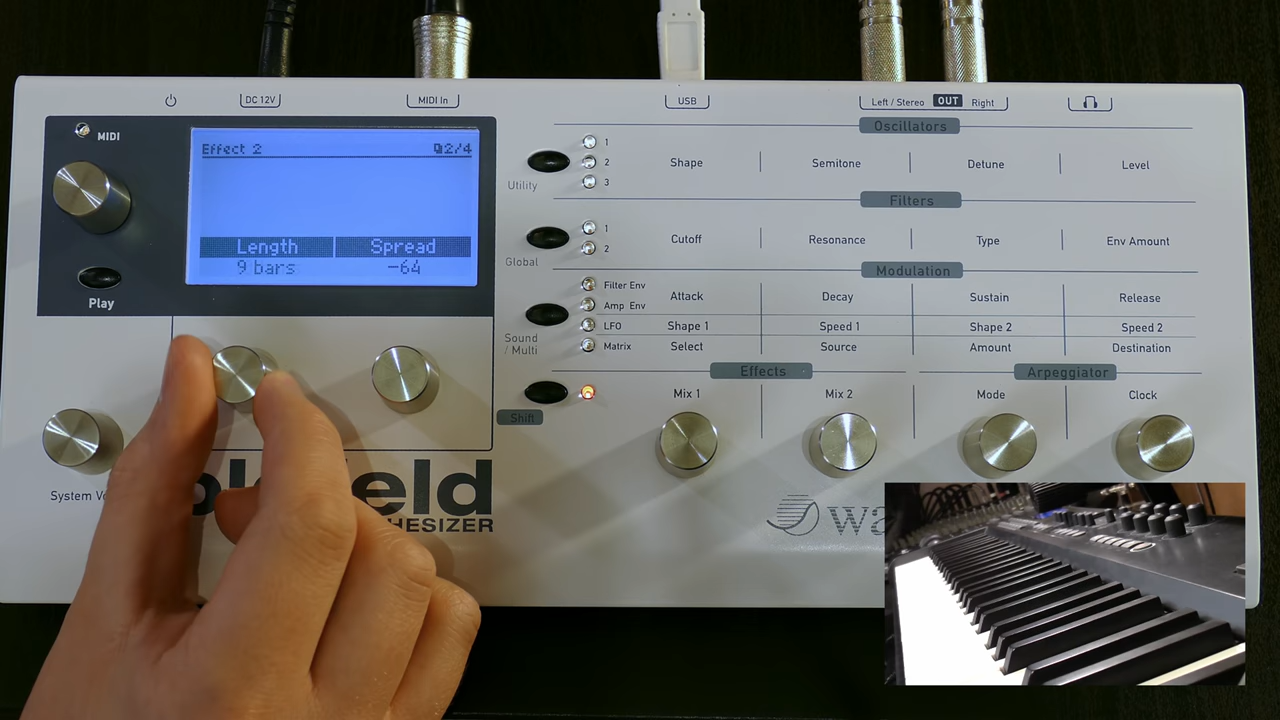 DC 12V
MIDI In
USB
Left / Stereo OUT Right
MIDI
Effect 2 2/4
Length Spread
9 bars -64
Play
System Vo
eld
HESIZER
Utility
1
2
3
Global
1
2
Sound
/ Multi
Filter Env
Amp Env
LFO
Matrix
Shift
Oscillators
Shape Semitone Detune Level
Filters
Cutoff Resonance Type Env Amount
Modulation
Attack Decay Sustain Release
Shape 1 Speed 1 Shape 2 Speed 2
Select Source Amount Destination
Effects Arpeggiator
Mix 1 Mix 2 Mode Clock
wa